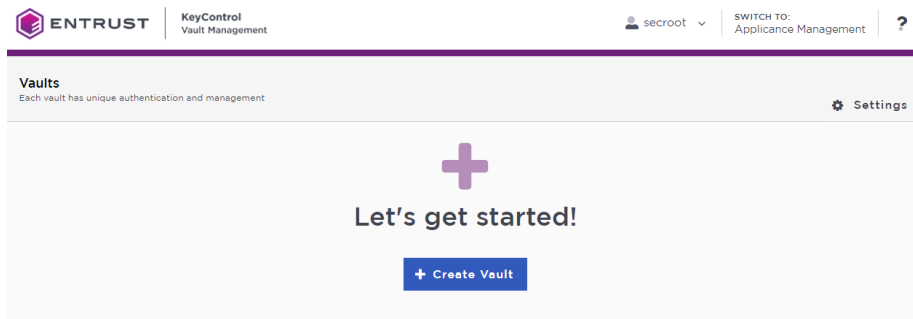 ENTRUST
KeyControl
Vault Management
secroot
SWITCH TO:
Applicance Management
?
Vaults
Each vault has unique authentication and management
Settings
Let's get started!
+ Create Vault